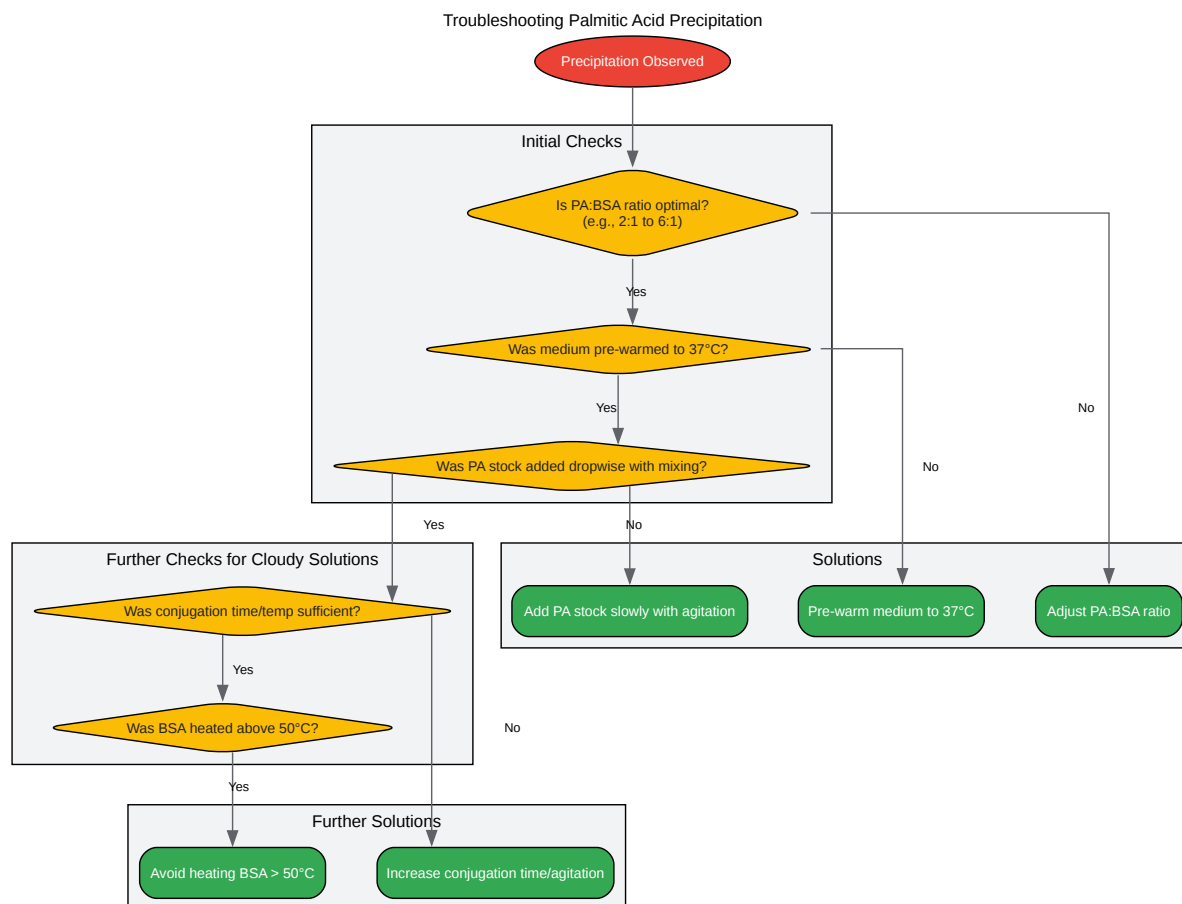 Troubleshooting Palmitic Acid Precipitation
Precipitation Observed
Initial Checks
Is PA:BSA ratio optimal?
(e.g., 2:1 to 6:1)
Yes
Was medium pre-warmed to 37°C?
Yes
No
Was PA stock added dropwise with mixing?
No
Yes
No
Further Checks for Cloudy Solutions
Solutions
Was conjugation time/temp sufficient?
Add PA stock slowly with agitation
Pre-warm medium to 37°C
Adjust PA:BSA ratio
Yes
Was BSA heated above 50°C?
No
Yes
Further Solutions
Avoid heating BSA > 50°C
Increase conjugation time/agitation